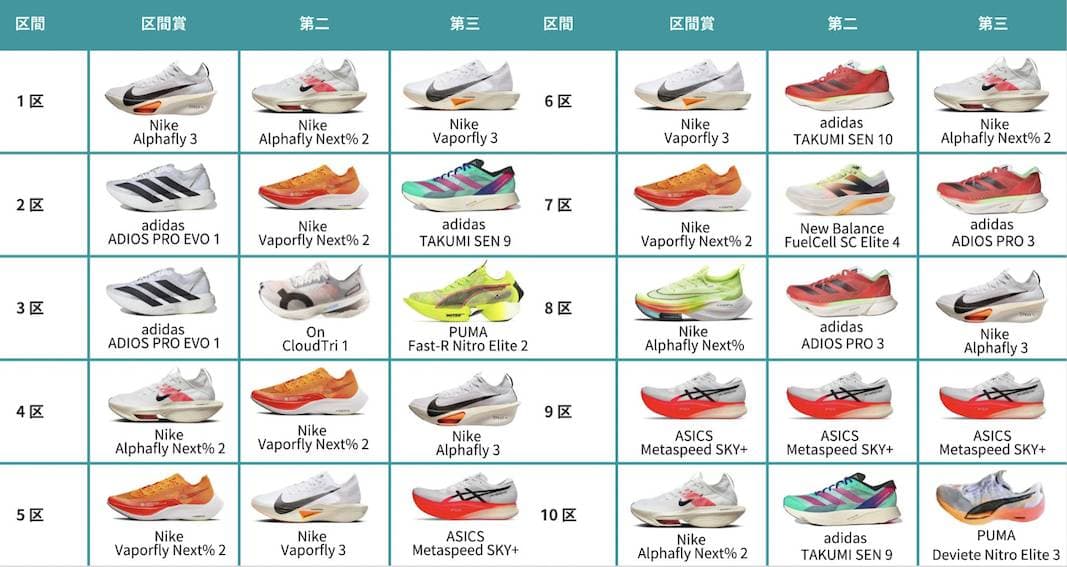 区間 区間賞 第二 第三 区間 区間賞 第二 第三
1 区
Nike
Alphafly 3
Nike
Alphafly Next% 2
Nike
Vaporfly 3
6 区
Nike
Vaporfly 3
adidas
TAKUMI SEN 10
Nike
Alphafly Next% 2
2 区
adidas
ADIOS PRO EVO 1
Nike
Vaporfly Next% 2
adidas
TAKUMI SEN 9
7 区
Nike
Vaporfly Next% 2
New Balance
FuelCell SC Elite 4
adidas
ADIOS PRO 3
3 区
adidas
ADIOS PRO EVO 1
On
CloudTri 1
PUMA
Fast-R Nitro Elite 2
8 区
Nike
Alphafly Next%
adidas
ADIOS PRO 3
Nike
Alphafly 3
4 区
Nike
Alphafly Next% 2
Nike
Vaporfly Next% 2
Nike
Alphafly 3
9 区
ASICS
Metaspeed SKY+
ASICS
Metaspeed SKY+
ASICS
Metaspeed SKY+
5 区
Nike
Vaporfly Next% 2
Nike
Vaporfly 3
ASICS
Metaspeed SKY+
10 区
Nike
Alphafly Next% 2
adidas
TAKUMI SEN 9
PUMA
Deviete Nitro Elite 3